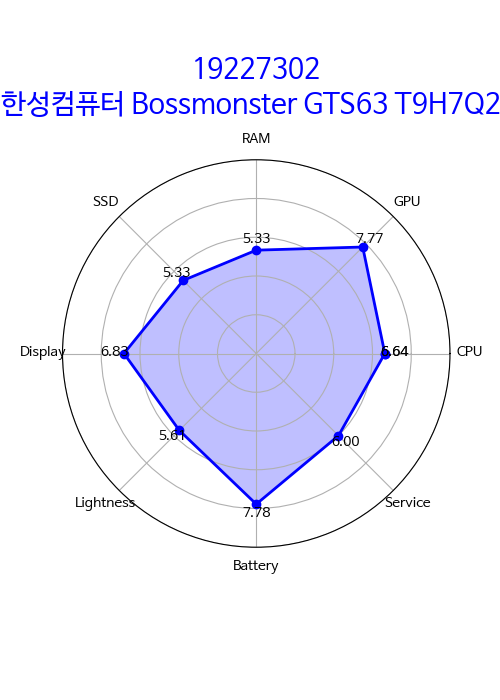 19227302
한성컴퓨터 Bossmonster GTS63 T9H7Q2
RAM
SSD
GPU
5.33
7.77
5.33
Display
6.83
6.64
CPU
5.61
6.00
Lightness
Service
7.78
Battery